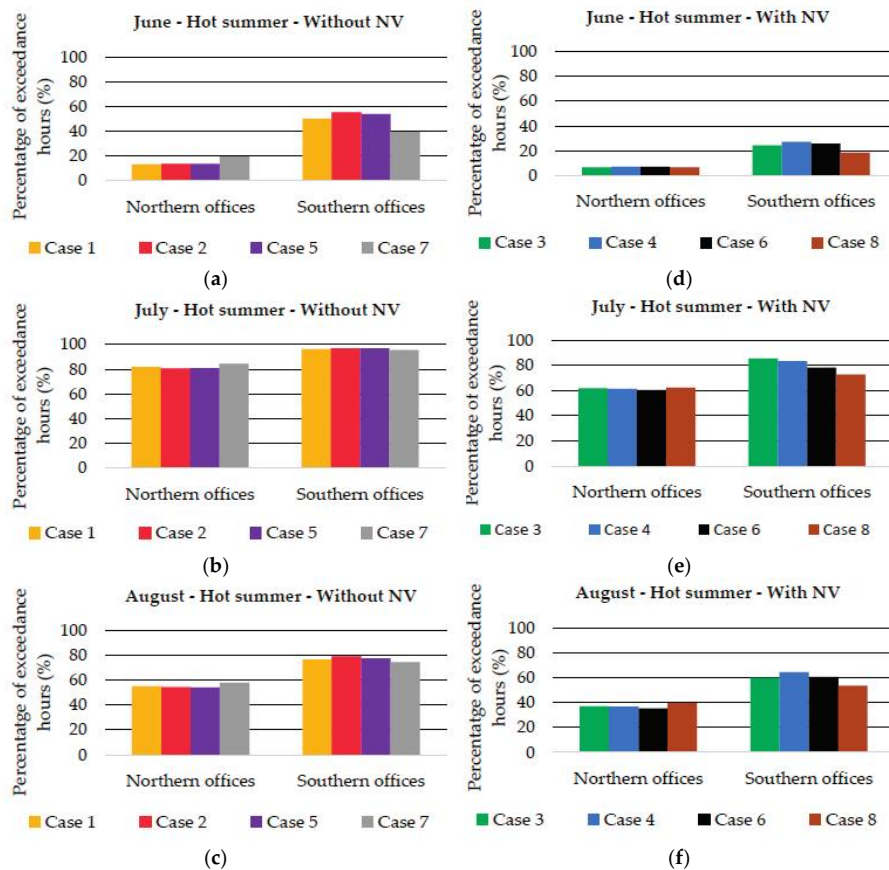 June - Hot summer - Without NV
Percentatge of exceedance
hours (%)
100
80
60
40
20
0
Northern offices Southern offices
Case 1 Case 2 Case 5 Case 7
(a)
June - Hot summer - With NV
Percentatge of exceedance
hours (%)
100
80
60
40
20
0
Northern offices Southern offices
Case 3 Case 4 Case 6 Case 8
(d)
July - Hot summer - Without NV
Percentatge of exceedance
hours (%)
100
80
60
40
20
0
Northern offices Southern offices
Case 1 Case 2 Case 5 Case 7
(b)
July - Hot summer - With NV
Percentatge of exceedance
hours (%)
100
80
60
40
20
0
Northern offices Southern offices
Case 3 Case 4 Case 6 Case 8
(e)
August - Hot summer - Without NV
Percentatge of exceedance
hours (%)
100
80
60
40
20
0
Northern offices Southern offices
Case 1 Case 2 Case 5 Case 7
(c)
August - Hot summer - With NV
Percentatge of exceedance
hours (%)
100
80
60
40
20
0
Northern offices Southern offices
Case 3 Case 4 Case 6 Case 8
(f)